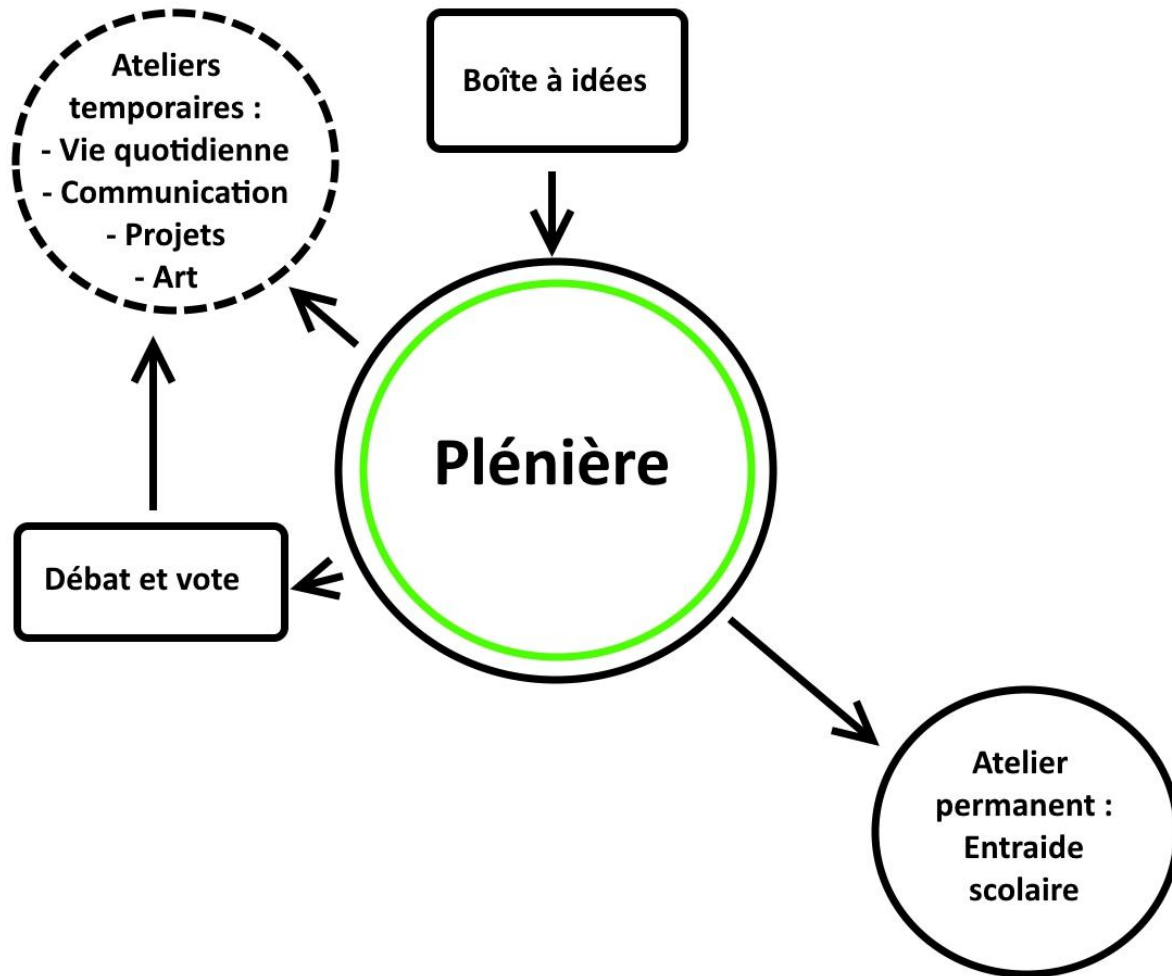 Ateliers
temporaires :
- Vie quotidienne
- Communication
- Projets
- Art
Boîte à idées
Plénière
Débat et vote
Atelier
permanent :
Entraide
scolaire